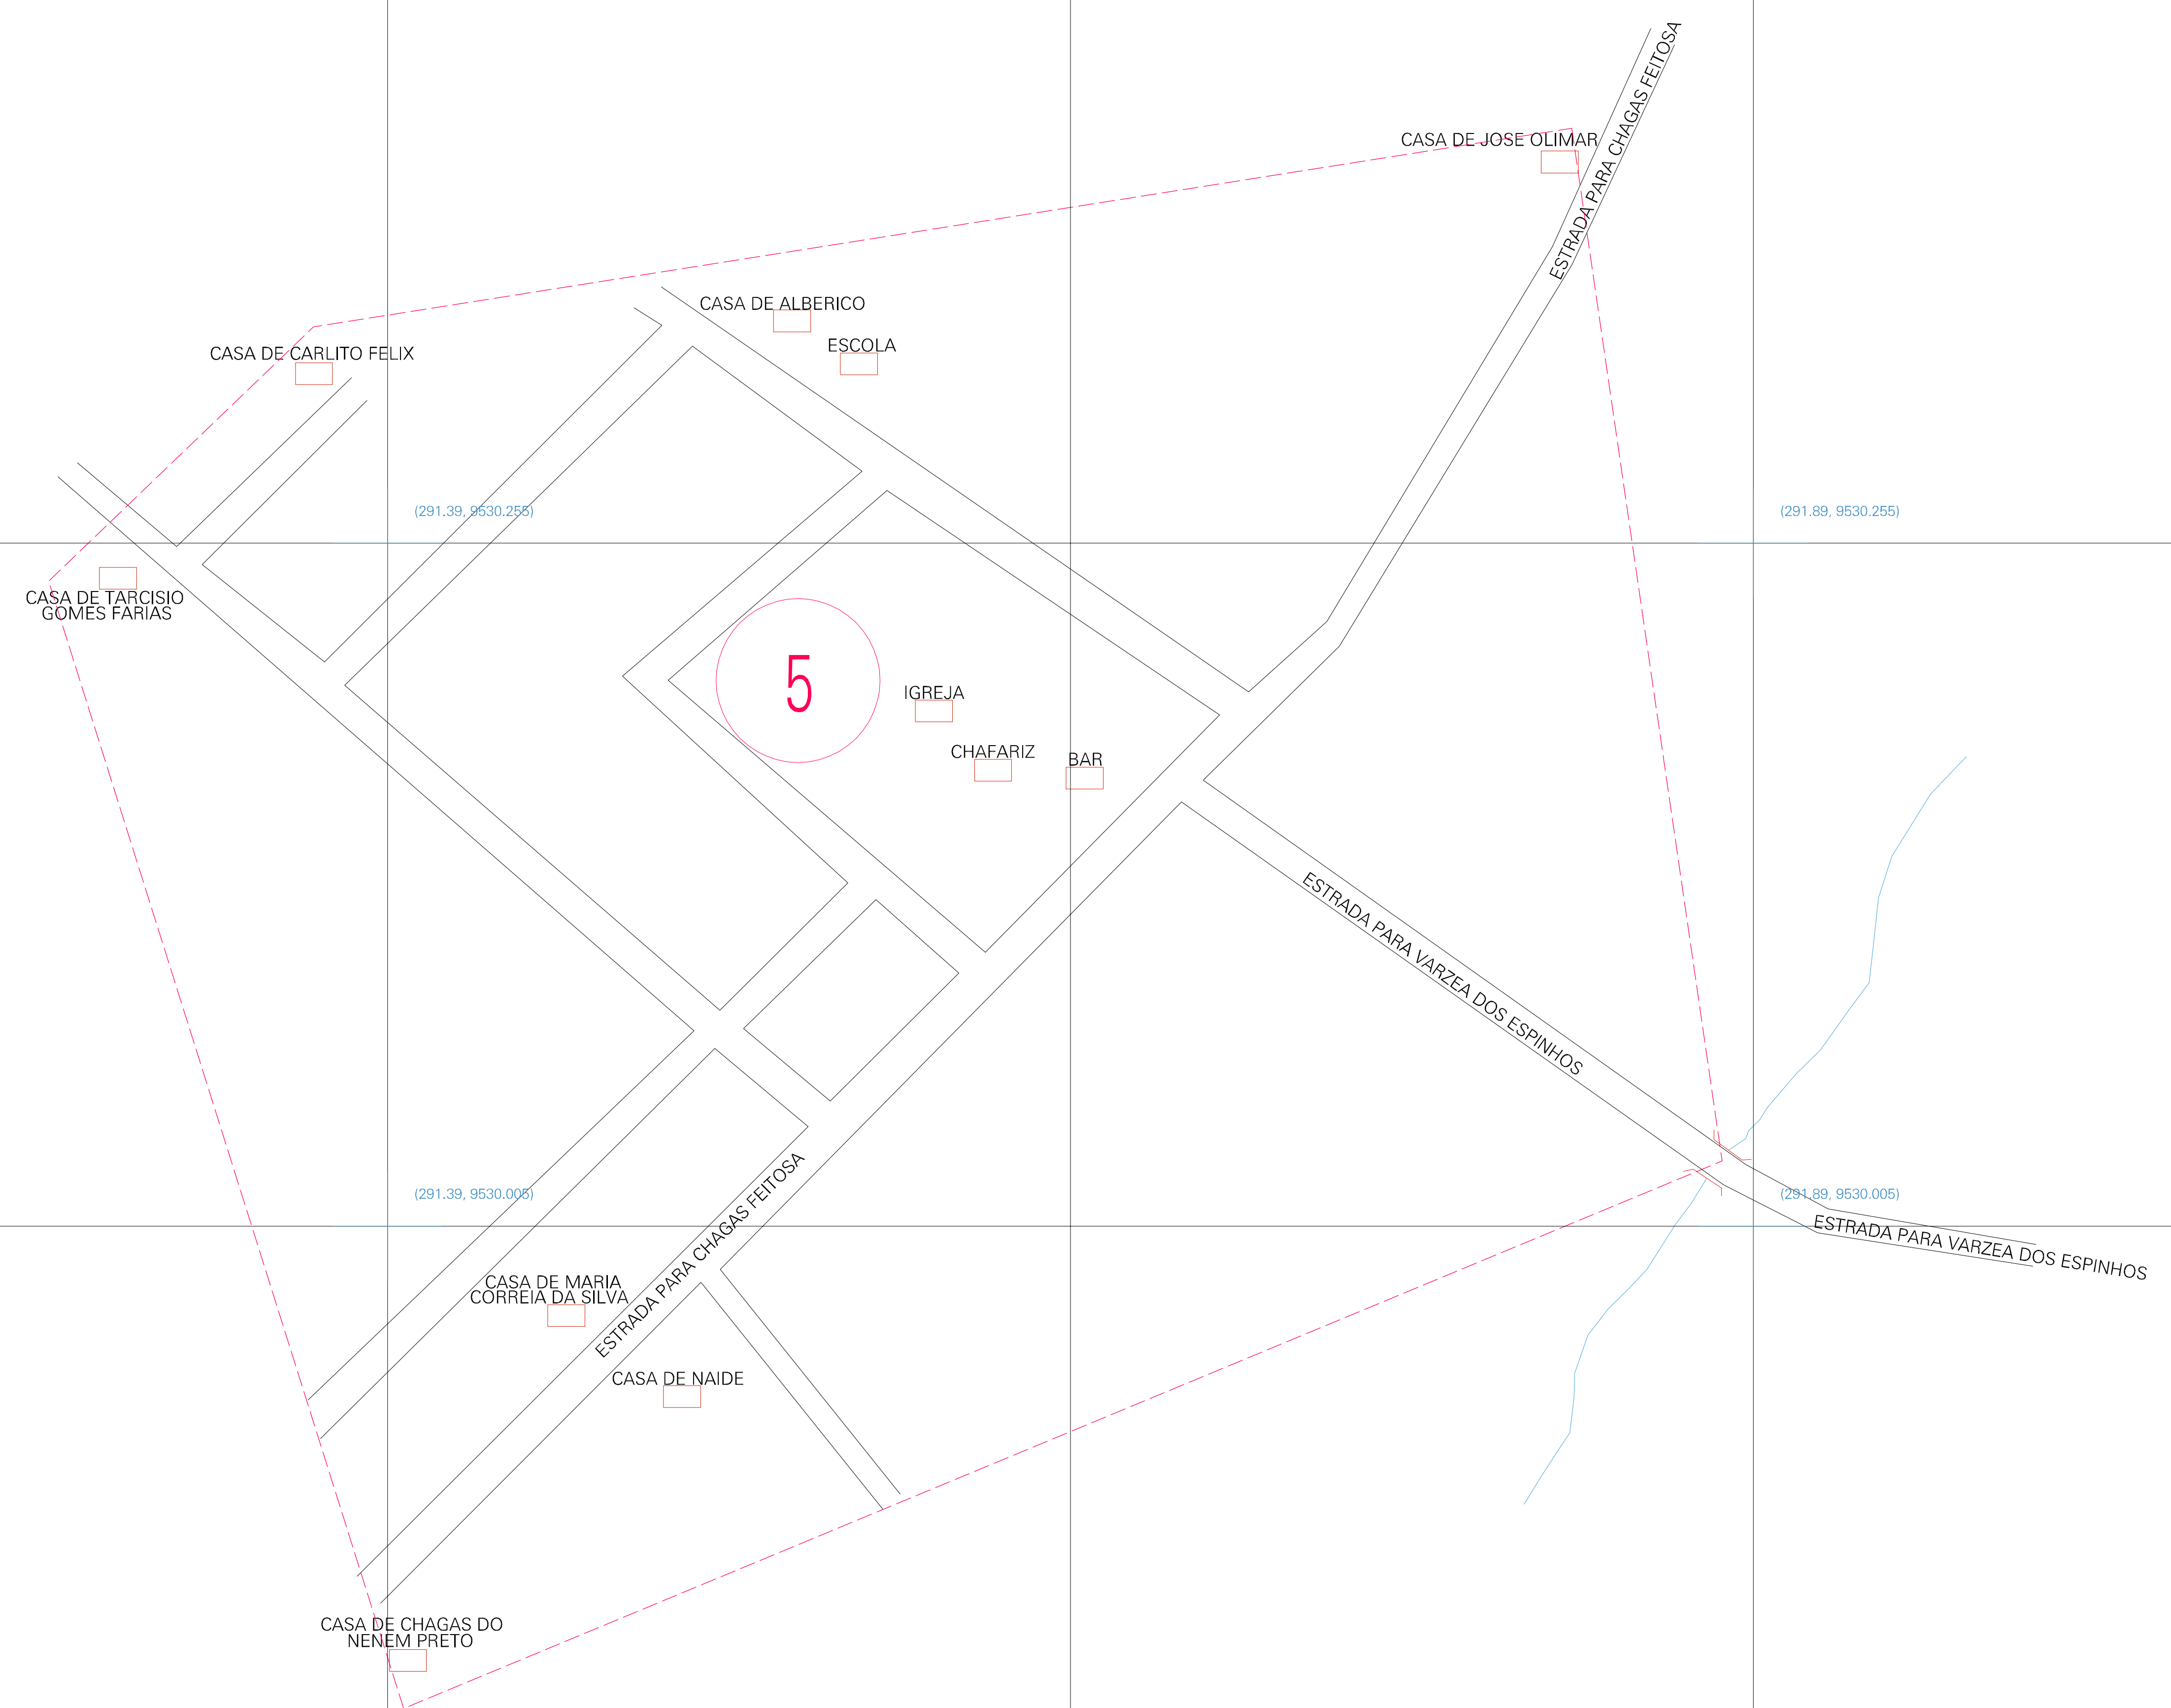 ESTRADA PARA CHAGAS FEITOSA
CASA DE JOSE OLIMAR
CASA DE ALBERICO
ESCOLA
CASA DE CARLITO FELIX
(291.39, 9530.255)
(291.89, 9530.255)
CASA DE TARCISIO
GOMES FARIAS
5
IGREJA
CHAFARIZ
BAR
ESTRADA PARA VARZEA DOS ESPINHOS
(291.39, 9530.005)
(291.89, 9530.005)
ESTRADA PARA VARZEA DOS ESPINHOS
ESTRADA PARA CHAGAS FEITOSA
CASA DE MARIA
CORREIA DA SILVA
CASA DE NAIDE
CASA DE CHAGAS DO
NENEM PRETO